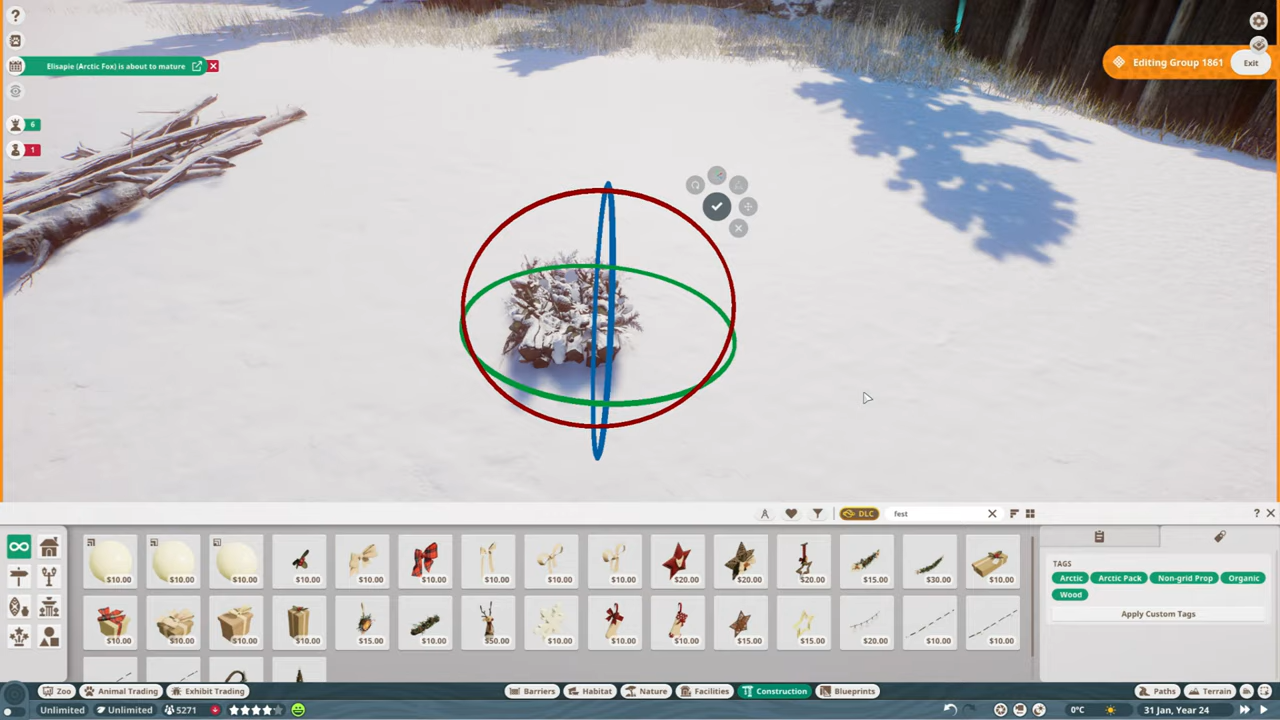 ?
Elisapie (Arctic Fox) is about to mature
6
1
Editing Group 1861 Exit
DLC fest
?
$10.00 $10.00 $10.00 $10.00 $10.00 $10.00 $10.00 $10.00 $10.00 $20.00 $20.00 $20.00 $15.00 $30.00 $10.00
$10.00 $10.00 $10.00 $10.00 $15.00 $10.00 $50.00 $10.00 $10.00 $10.00 $15.00 $15.00 $20.00 $10.00 $10.00
TAGS
Arctic Arctic Pack Non-grid Prop Organic
Wood
Apply Custom Tags
Zoo Animal Trading Exhibit Trading Barriers Habitat Nature Facilities Construction Blueprints Paths Terrain
Unlimited Unlimited 5271 0°C 31 Jan, Year 24